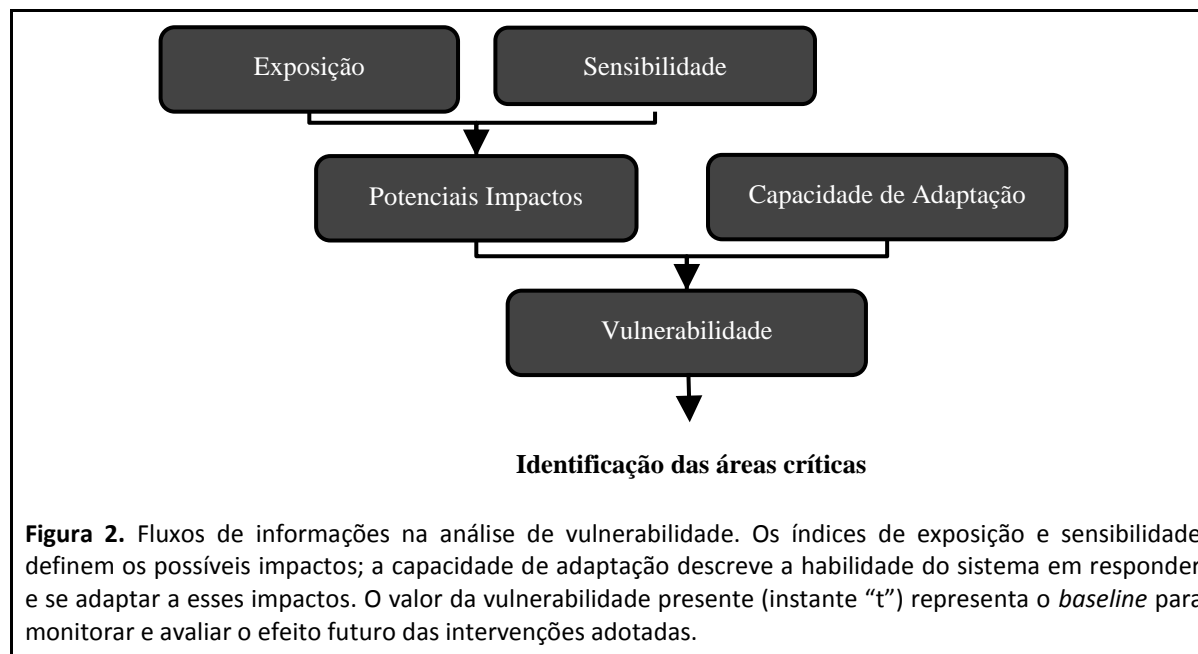 Exposição
Sensibilidade
Potenciais Impactos
Capacidade de Adaptação
Vulnerabilidade
Identificação das áreas críticas
Figura 2. Fluxos de informações na análise de vulnerabilidade. Os índices de exposição e sensibilidade
definem os possíveis impactos; a capacidade de adaptação descreve a habilidade do sistema em responder
e se adaptar a esses impactos. O valor da vulnerabilidade presente (instante “t”) representa o baseline para
monitorar e avaliar o efeito futuro das intervenções adotadas.